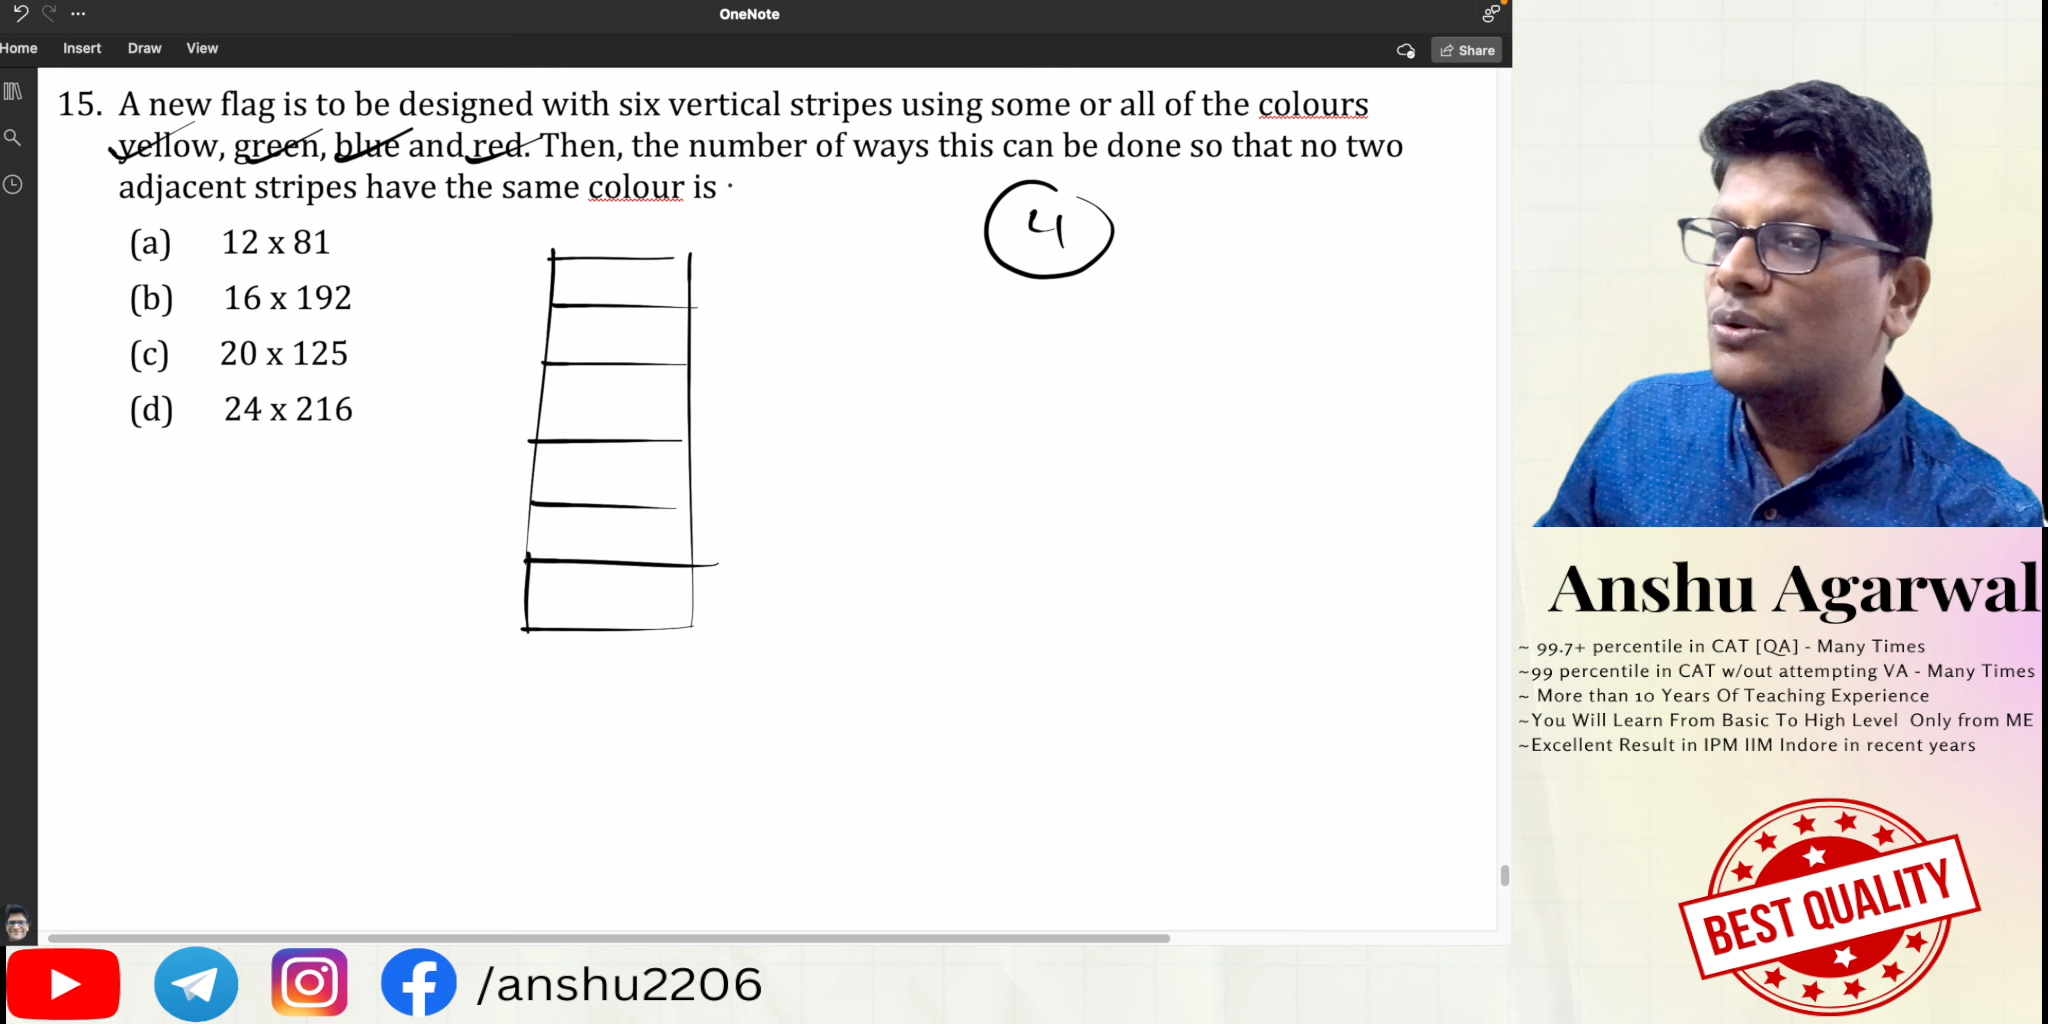 OneNote
Home Insert Draw View
Share
15. A new flag is to be designed with six vertical stripes using some or all of the colours
yellow, green, blue and red. Then, the number of ways this can be done so that no two
adjacent stripes have the same colour is
(a) 12 x 81
(b) 16 x 192
(c) 20 x 125
(d) 24 x 216
4
Anshu Agarwal
~ 99.7+ percentile in CAT [QA] - Many Times
~99 percentile in CAT w/out attempting VA - Many Times
~ More than 10 Years Of Teaching Experience
~You Will Learn From Basic To High Level Only from ME
~Excellent Result in IPM IIM Indore in recent years
BEST QUALITY
/anshu2206